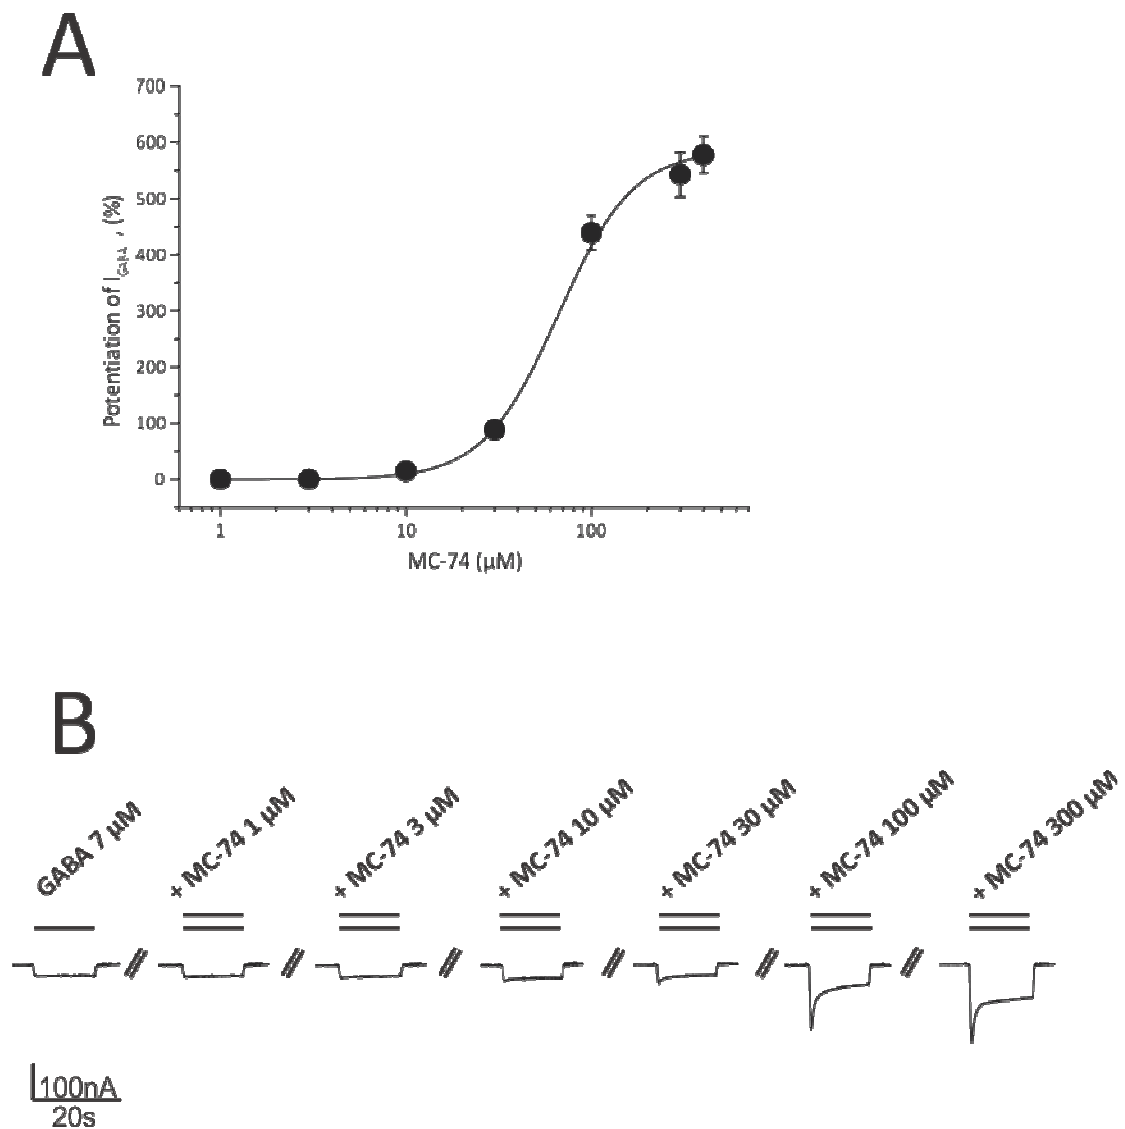 A
700
600
500
400
300
200
100
0
Potentiation of I , (%)
1 10 100
MC-74 (µM)
B
GABA 7 µM
+ MC-74 1 µM
+ MC-74 3 µM
+ MC-74 10 µM
+ MC-74 30 µM
+ MC-74 100 µM
+ MC-74 300 µM
100nA
20s